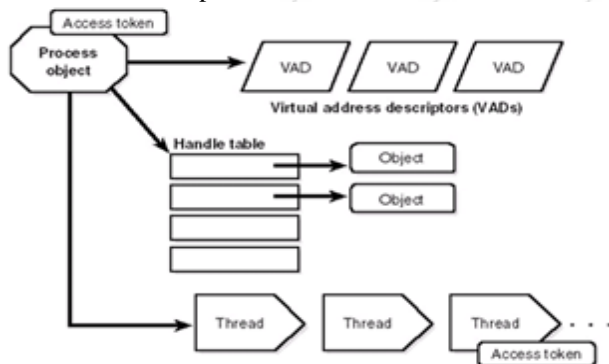 Access token
Process
object
VAD
VAD
VAD
Virtual address descriptors (VADs)
Handle table
Object
Object
Thread
Thread
Thread
Access token